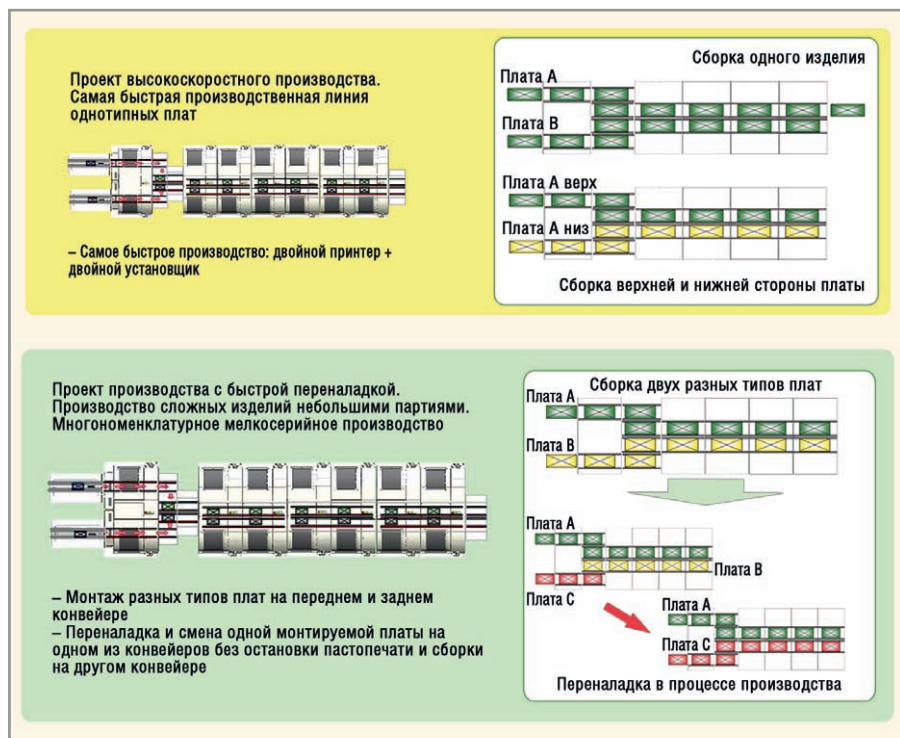 Проект высокоскоростного производства.
Самая быстрая производственная линия
однотипных плат
– Самое быстрое производство: двойной принтер +
двойной установщик
Сборка одного изделия
Плата А
Плата В
Плата А верх
Плата А низ
Сборка верхней и нижней стороны платы
Проект производства с быстрой переналадкой.
Производство сложных изделий небольшими партиями.
Многономенклатурное мелкосерийное производство
– Монтаж разных типов плат на переднем и заднем
конвейере
– Переналадка и смена одной монтируемой платы на
одном из конвейеров без остановки пастопечати и сборки
на другом конвейере
Сборка двух разных типов плат
Плата А
Плата В
Плата А
Плата В
Плата С
Плата А
Плата С
Переналадка в процессе производства